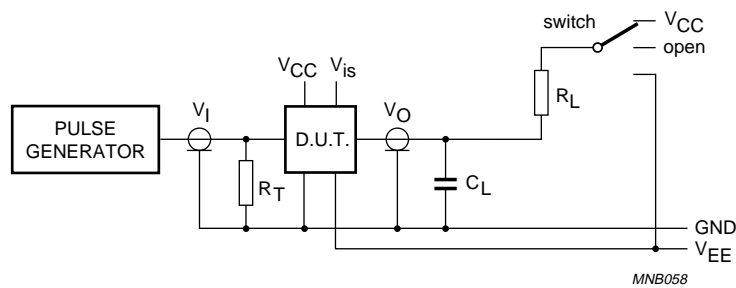 switch
VCC
open
VCC
Vis
RL
PULSE
GENERATOR
VI
D.U.T.
VO
RT
CL
GND
VEE
MNB058